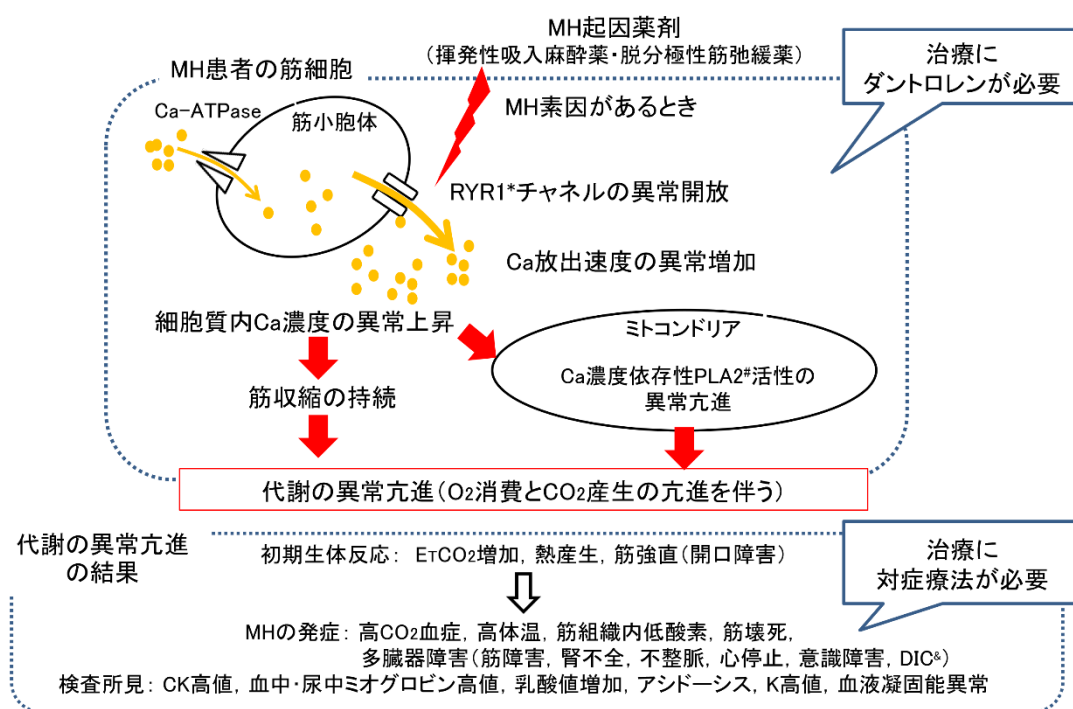 MH起因薬剤
（揮発性吸入麻酔薬・脱分極性筋弛緩薬）
治療に
ダントロレンが必要
MH患者の筋細胞
MH素因があるとき
Ca-ATPase
筋小胞体
RYR1*チャネルの異常開放
Ca放出速度の異常増加
細胞質内Ca濃度の異常上昇
ミトコンドリア
Ca濃度依存性PLA2#活性の
異常亢進
筋収縮の持続
代謝の異常亢進（O2消費とCO2産生の亢進を伴う）
代謝の異常亢進
の結果
初期生体反応： ETCO2増加, 熱産生, 筋強直（開口障害）
治療に
対症療法が必要
MHの発症： 高CO2血症, 高体温, 筋組織内低酸素, 筋壊死,
多臓器障害（筋障害, 腎不全, 不整脈, 心停止, 意識障害, DIC&）
検査所見： CK高値, 血中・尿中ミオグロビン高値, 乳酸値増加, アシドーシス, K高値, 血液凝固能異常